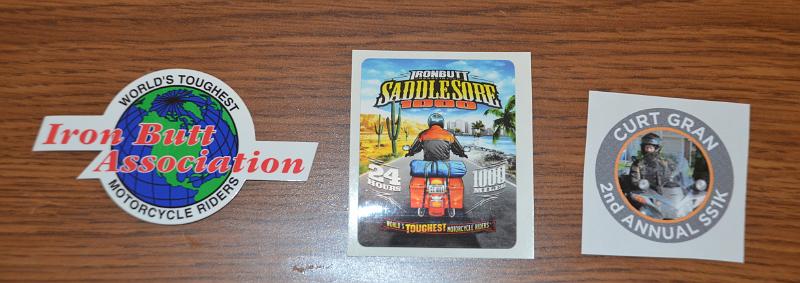 WORLD'S TOUGHEST
Iron Butt
Association
MOTORCYCLE RIDERS
IRONBUTT
SADDLESORE
1000
24
HOURS
1000
MILES
WORLD'S TOUGHEST MOTORCYCLE RIDERS
CURT GRAN
2nd ANNUAL SS1K